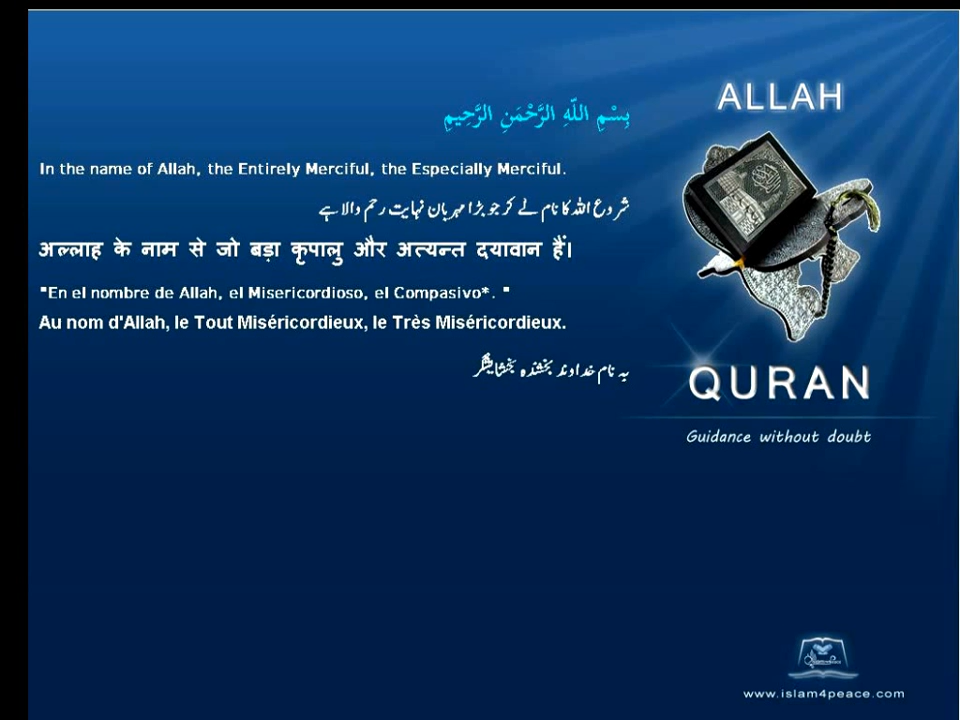 بِسْمِ اللّهِ الرَّحْمَنِ الرَّحِيمِ
In the name of Allah, the Entirely Merciful, the Especially Merciful.
شروع الله کا نام لے کر جو بڑا مہربان نہایت رحم والا ہے
अल्लाह के नाम से जो बड़ा कृपालु और अत्यन्त दयावान हैं।
"En el nombre de Allah, el Misericordioso, el Compasivo*. "
Au nom d'Allah, le Tout Miséricordieux, le Très Miséricordieux.
به نام خداوند بخشنده بخشایشگر
ALLAH
QURAN
Guidance without doubt
www.islam4peace.com